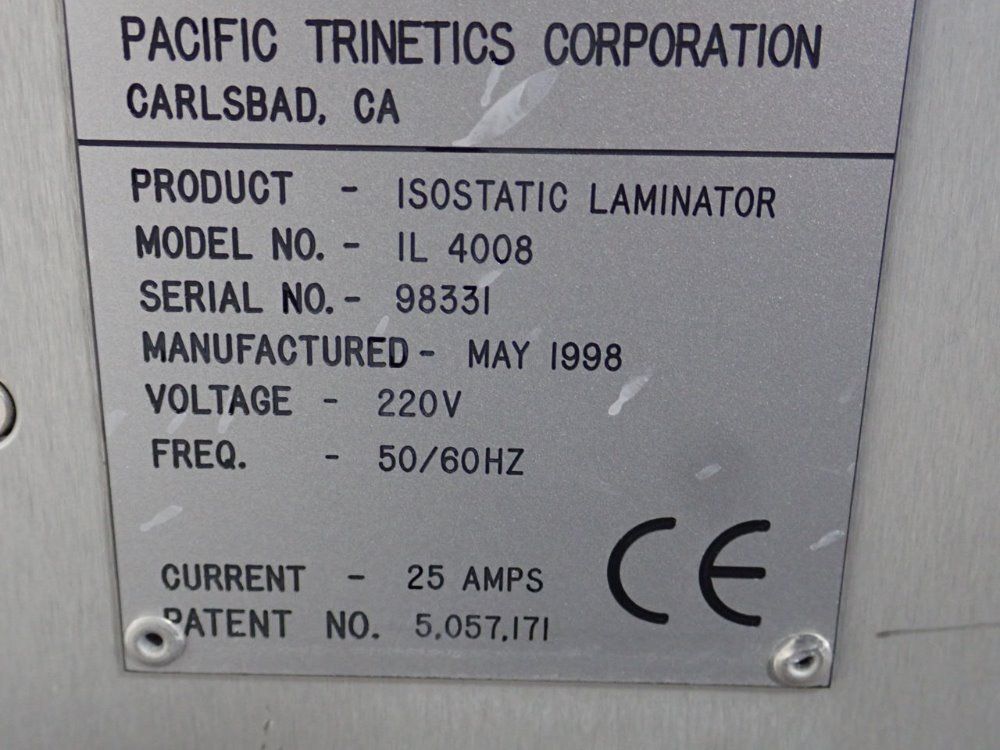 PACIFIC TRINETICS CORPORATION
CARLSBAD, CA
PRODUCT - ISOSTATIC LAMINATOR
MODEL NO. - IL 4008
SERIAL NO. - 98331
MANUFACTURED - MAY 1998
VOLTAGE - 220V
FREQ. - 50/60HZ
CURRENT - 25 AMPS
PATENT NO. 5,057,171
CE